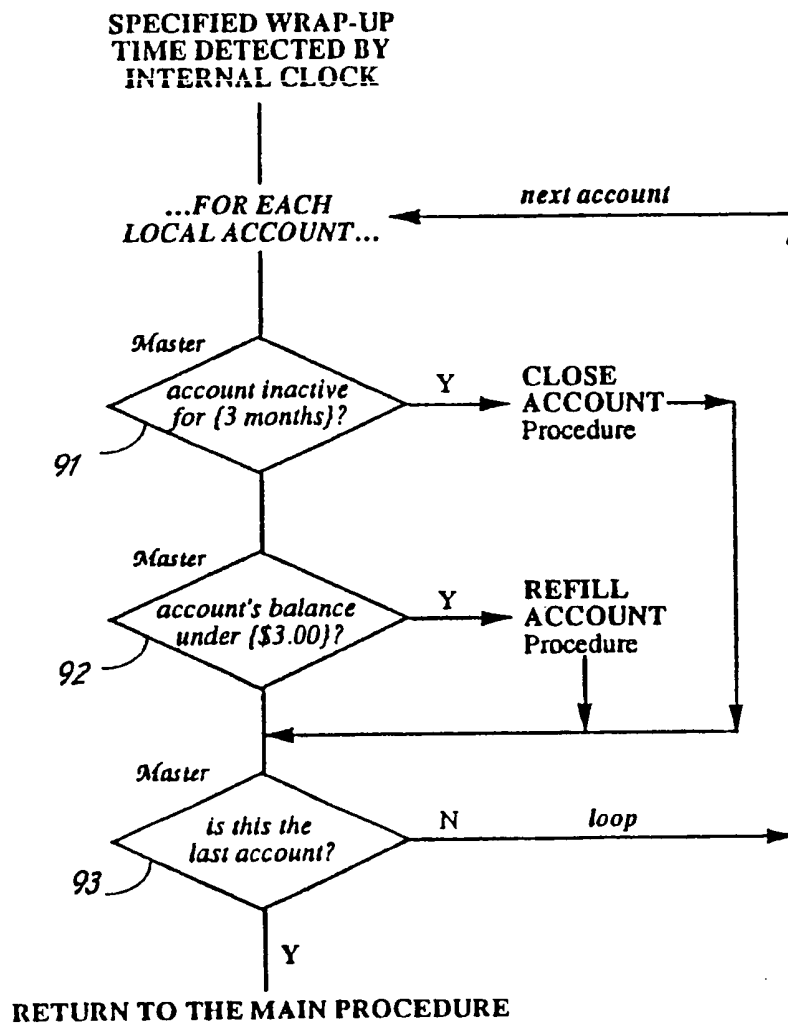 SPECIFIED WRAP-UP
TIME DETECTED BY
INTERNAL CLOCK
...FOR EACH
LOCAL ACCOUNT...
next account
Master
account inactive
for {3 months}?
Y
CLOSE
ACCOUNT
Procedure
91
Master
account's balance
under {$3.00}?
Y
REFILL
ACCOUNT
Procedure
92
Master
is this the
last account?
N
loop
93
Y
RETURN TO THE MAIN PROCEDURE